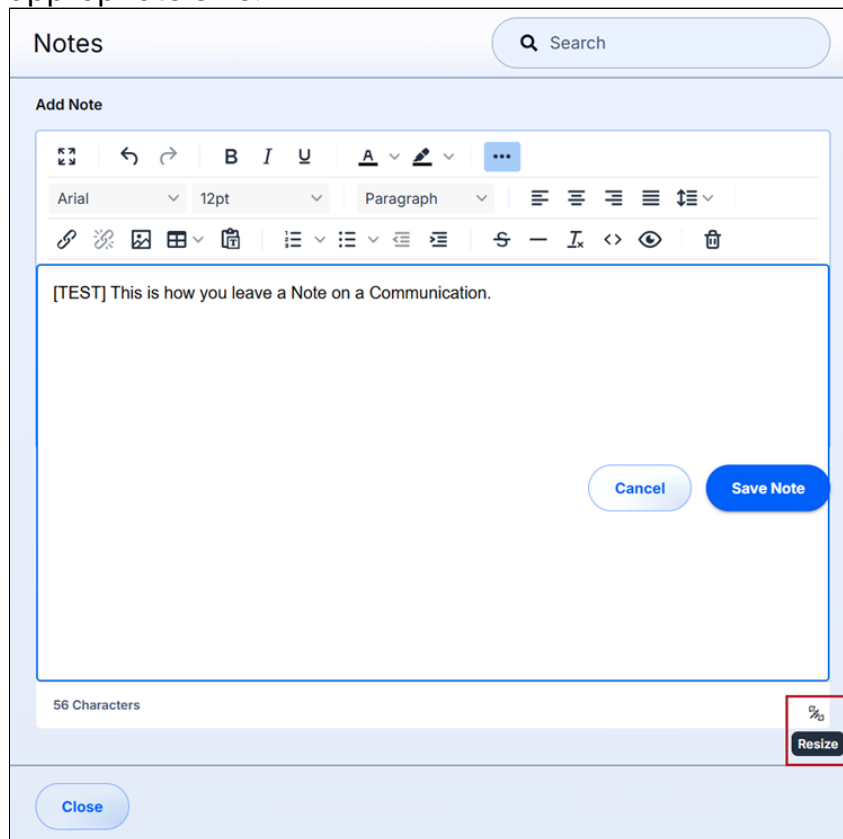 Notes
Search
Add Note
B I U A
Arial 12pt Paragraph
[TEST] This is how you leave a Note on a Communication.
Cancel Save Note
56 Characters
Resize
Close